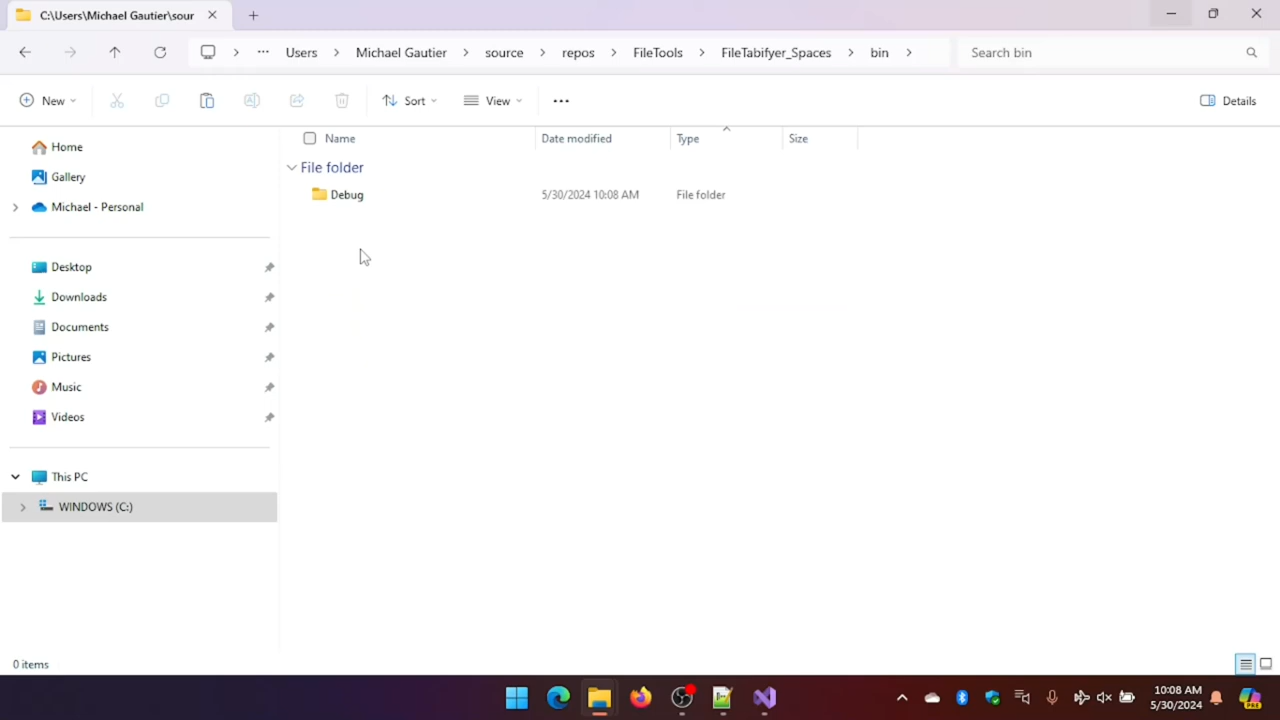 C:\Users\Michael Gautier\sour
Users > Michael Gautier > source > repos > FileTools > FileTabifyer_Spaces > bin >
Search bin
New
Sort
View
Details
Name
Date modified
Type
Size
File folder
Debug
5/30/2024 10:08 AM
File folder
Home
Gallery
Michael - Personal
Desktop
Downloads
Documents
Pictures
Music
Videos
This PC
WINDOWS (C:)
0 items
10:08 AM
5/30/2024
PRE